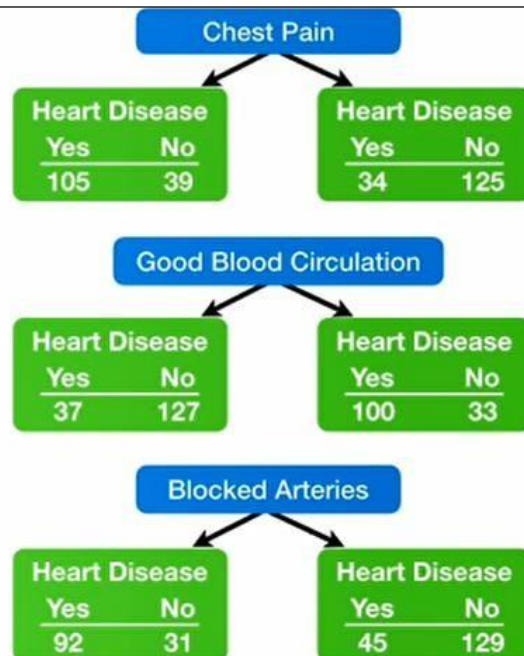 Chest Pain
Heart Disease Heart Disease
Yes No Yes No
105 39 34 125
Good Blood Circulation
Heart Disease Heart Disease
Yes No Yes No
37 127 100 33
Blocked Arteries
Heart Disease Heart Disease
Yes No Yes No
92 31 45 129